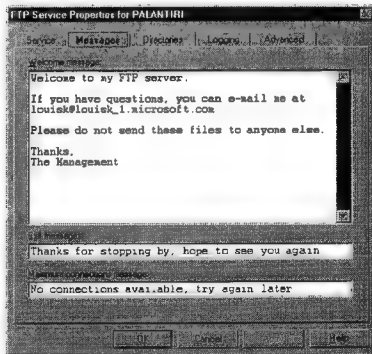 FTP Service Properties for PALANTIRI
Service Messages Directories Logging Advanced
Welcome message:
Welcome to my FTP server.
If you have questions, you can e-mail me at
louisk@louisk_1.microsoft.com
Please do not send these files to anyone else.
Thanks,
The Management
Exit message:
Thanks for stopping by, hope to see you again
Maximum connections message:
No connections available, try again later
OK Cancel Help